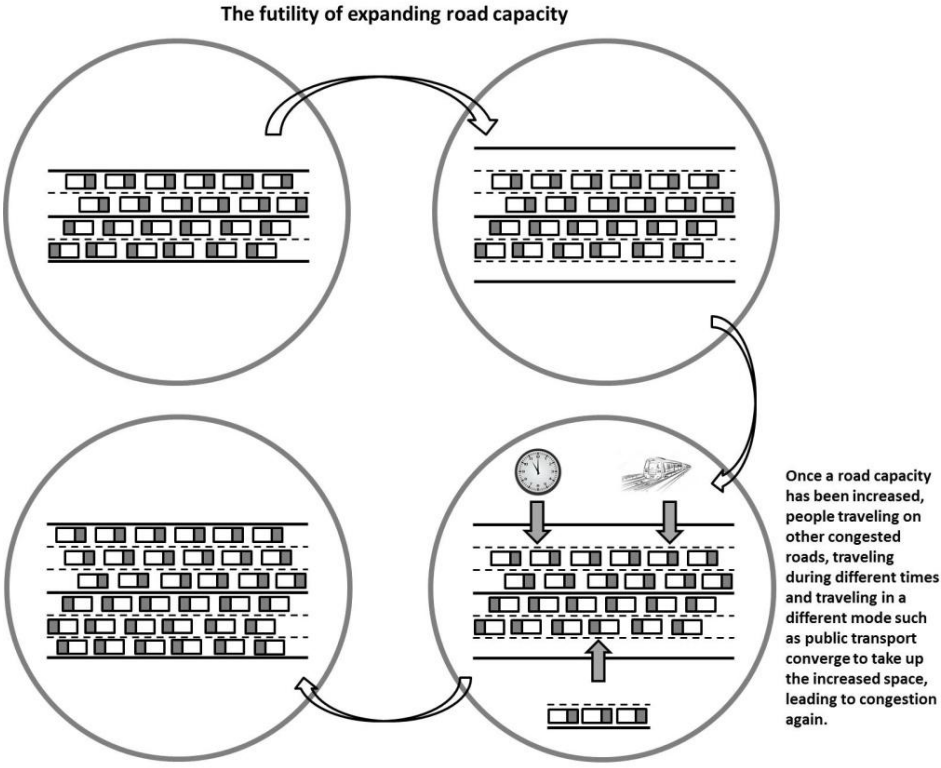 The futility of expanding road capacity
Once a road capacity
has been increased,
people traveling on
other congested
roads, traveling
during different times
and traveling in a
different mode such
as public transport
converge to take up
the increased space,
leading to congestion
again.